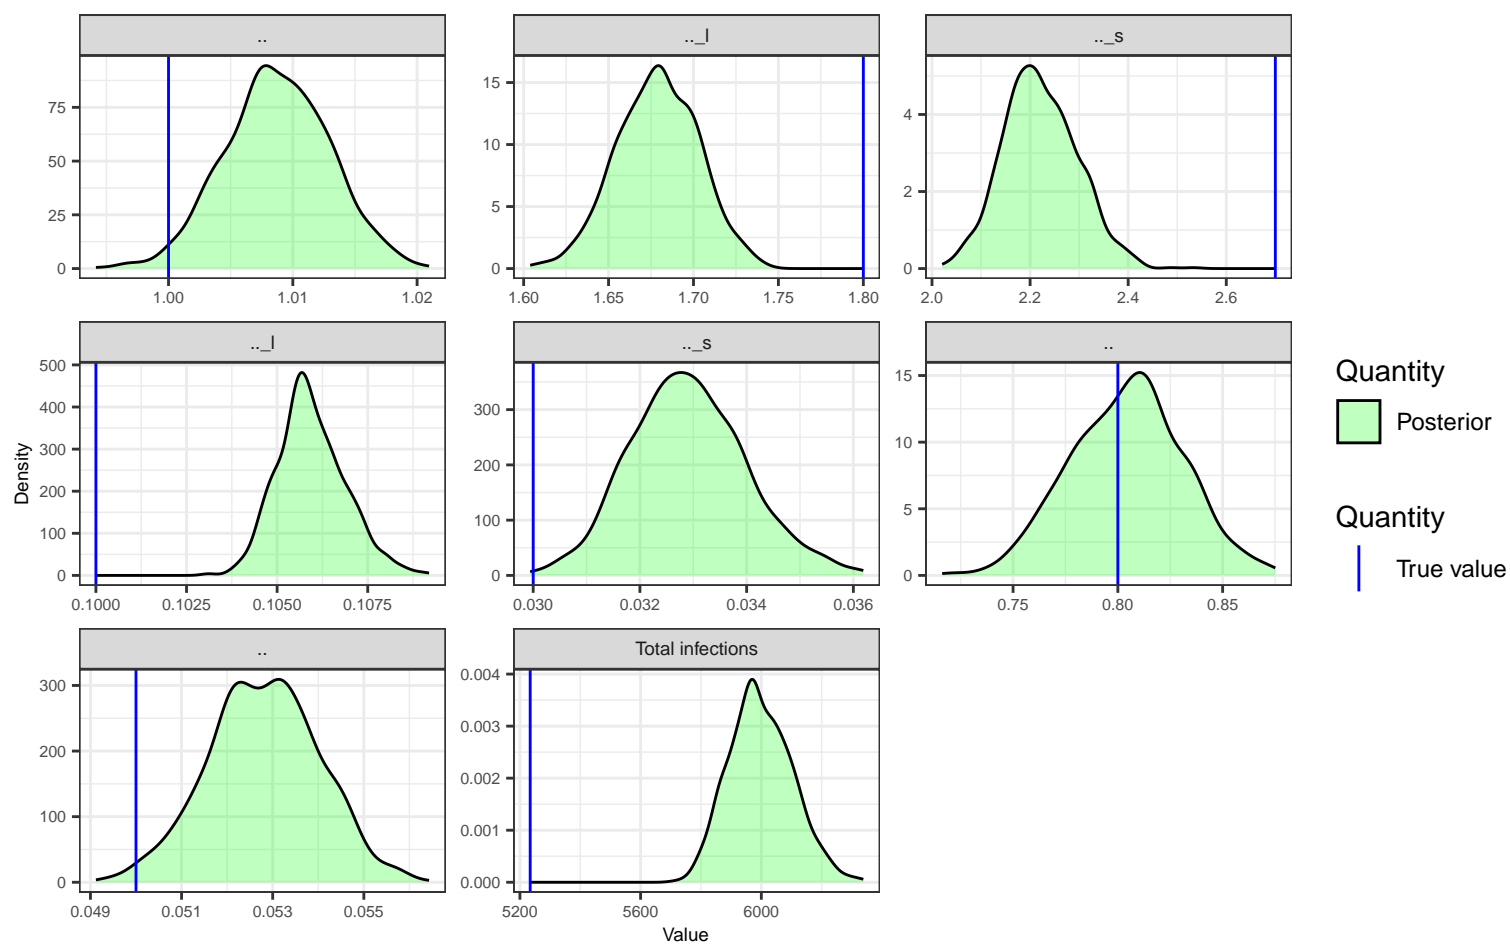 .. .._l .._s
75
50
25
0
1.00 1.01 1.02
15
10
5
0
1.60 1.65 1.70 1.75 1.80
4
2
0
2.0 2.2 2.4 2.6
.._l .._s ..
500
400
300
200
100
0
0.1000 0.1025 0.1050 0.1075
300
200
100
0
0.030 0.032 0.034 0.036
15
10
5
0
0.75 0.80 0.85
.. Total infections
300
200
100
0
0.049 0.051 0.053 0.055
0.004
0.003
0.002
0.001
0.000
5200 5600 6000
Density
Value
Quantity
Posterior
Quantity
True value